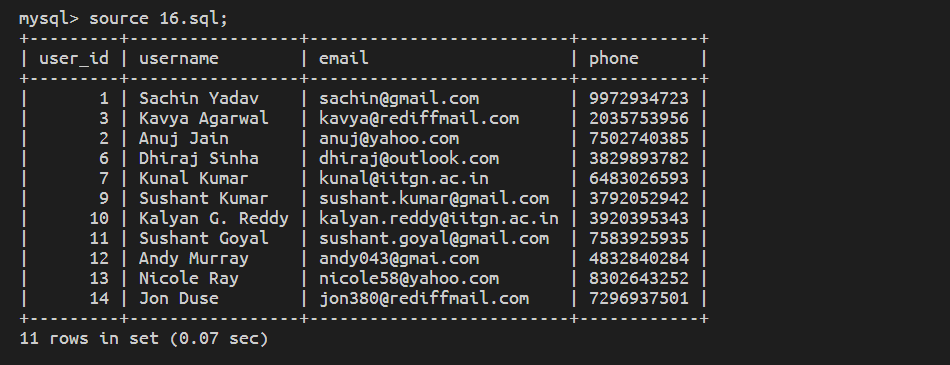 mysql> source 16.sql;
+---------+-----------------+--------------------------+------------+
| user_id | username        | email                    | phone      |
+---------+-----------------+--------------------------+------------+
|       1 | Sachin Yadav    | sachin@gmail.com         | 9972934723 |
|       3 | Kavya Agarwal   | kavya@rediffmail.com     | 2035753956 |
|       2 | Anuj Jain       | anuj@yahoo.com           | 7502740385 |
|       6 | Dhiraj Sinha    | dhiraj@outlook.com       | 3829893782 |
|       7 | Kunal Kumar     | kunal@iitgn.ac.in        | 6483026593 |
|       9 | Sushant Kumar   | sushant.kumar@gmail.com  | 3792052942 |
|      10 | Kalyan G. Reddy | kalyan.reddy@iitgn.ac.in | 3920395343 |
|      11 | Sushant Goyal   | sushant.goyal@gmail.com  | 7583925935 |
|      12 | Andy Murray     | andy043@gmai.com         | 4832840284 |
|      13 | Nicole Ray      | nicole58@yahoo.com       | 8302643252 |
|      14 | Jon Duse        | jon380@rediffmail.com    | 7296937501 |
+---------+-----------------+--------------------------+------------+
11 rows in set (0.07 sec)